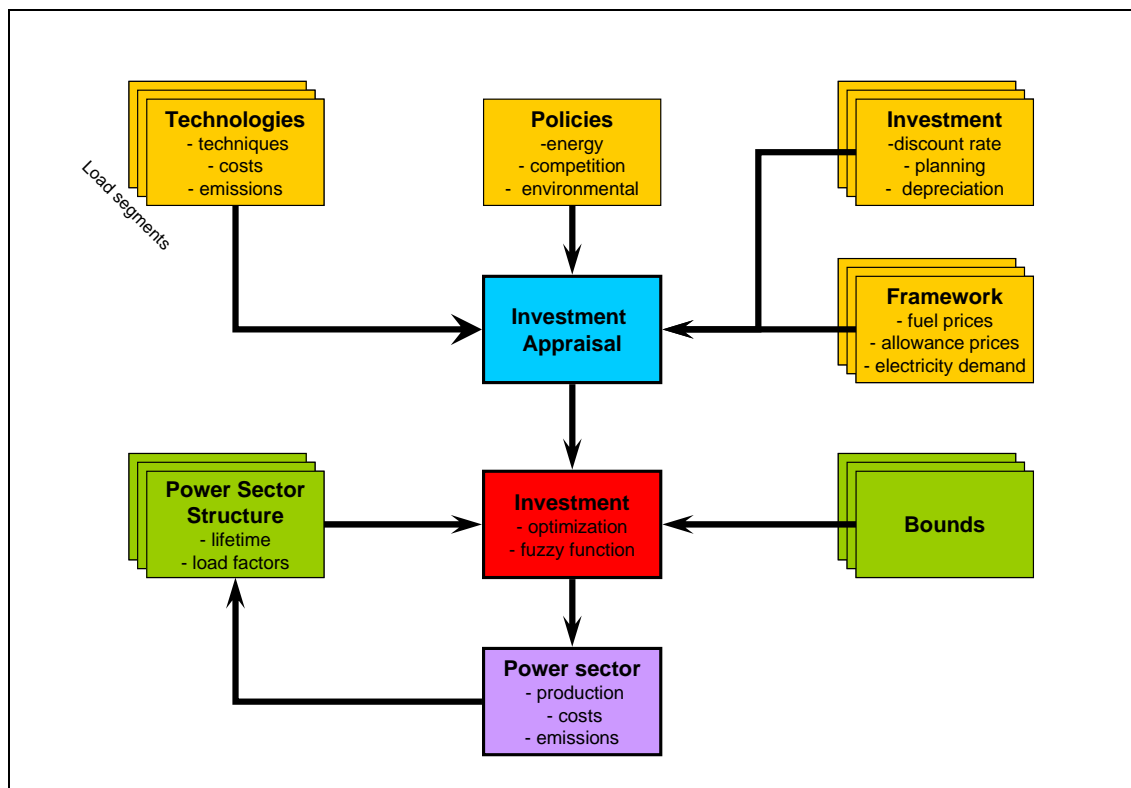 Technologies
- techniques
- costs
- emissions
Load segments
Policies
-energy
- competition
- environmental
Investment
-discount rate
- planning
- depreciation
Investment
Appraisal
Framework
- fuel prices
- allowance prices
- electricity demand
Power Sector
Structure
- lifetime
- load factors
Investment
- optimization
- fuzzy function
Bounds
Power sector
- production
- costs
- emissions